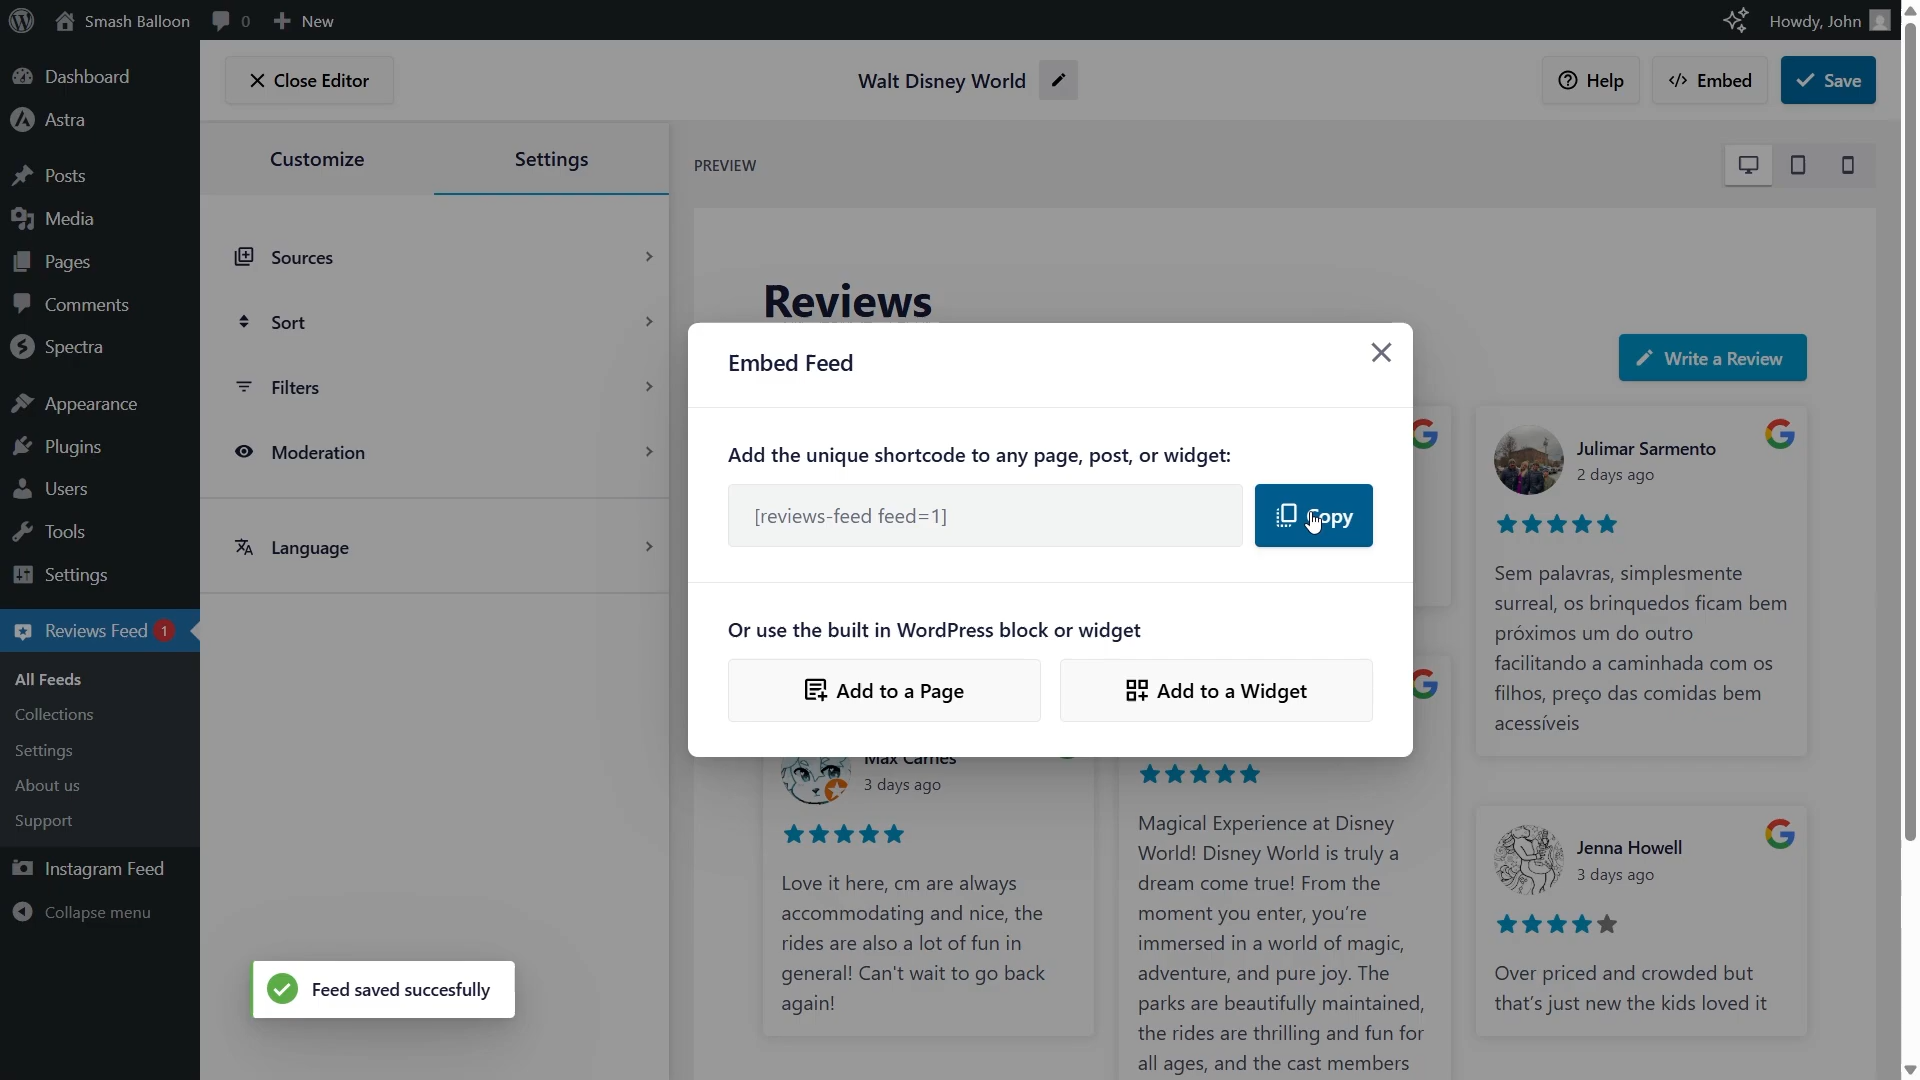 Smash Balloon
0
New
Howdy, John
Dashboard
Astra
Posts
Media
Pages
Comments
Spectra
Appearance
Plugins
Users
Tools
Settings
Reviews Feed 1
All Feeds
Collections
Settings
About us
Support
Instagram Feed
Collapse menu
Close Editor
Walt Disney World
Help
Embed
Save
Customize
Settings
Sources
Sort
Filters
Moderation
Language
Feed saved succesfully
PREVIEW
Reviews
Write a Review
Embed Feed
Add the unique shortcode to any page, post, or widget:
[reviews-feed feed=1]
Copy
Or use the built in WordPress block or widget
Add to a Page
Add to a Widget
3 days ago
Love it here, cm are always
accommodating and nice, the
rides are also a lot of fun in
general! Can't wait to go back
again!
Magical Experience at Disney
World! Disney World is truly a
dream come true! From the
moment you enter, you're
immersed in a world of magic,
adventure, and pure joy. The
parks are beautifully maintained,
the rides are thrilling and fun for
all ages, and the cast members
Julimar Sarmento
2 days ago
Sem palavras, simplesmente
surreal, os brinquedos ficam bem
próximos um do outro
facilitando a caminhada com os
filhos, preço das comidas bem
acessíveis
Jenna Howell
3 days ago
Over priced and crowded but
that's just new the kids loved it